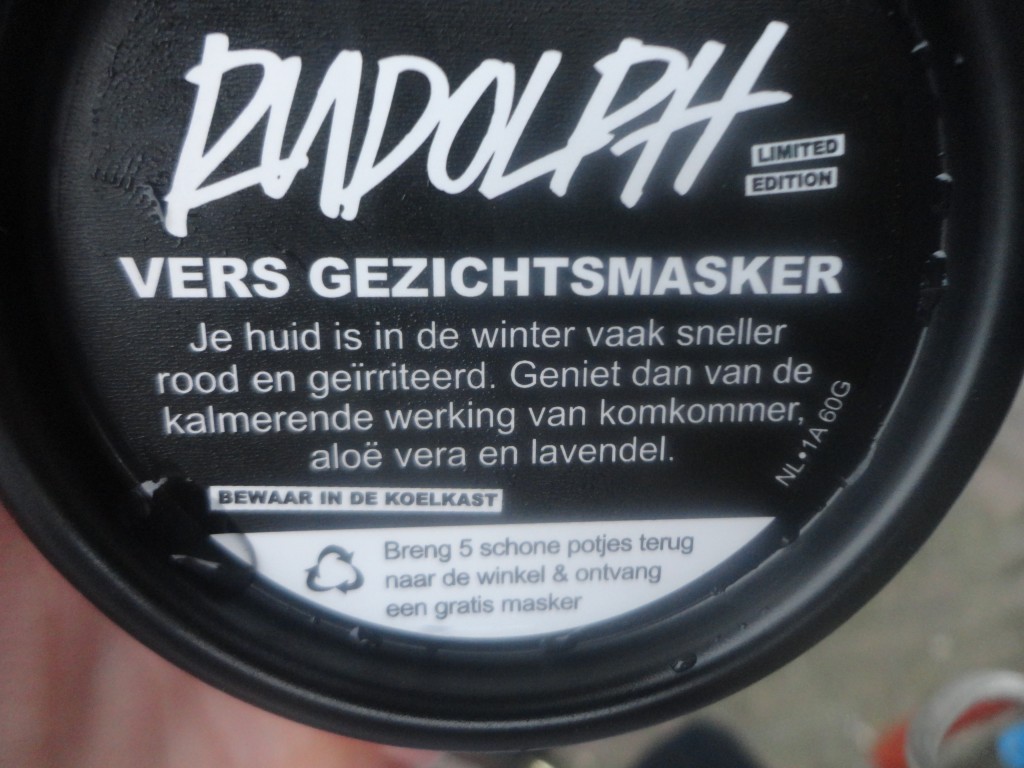 RUDOLPH
LIMITED
EDITION
VERS GEZICHTSMASKER
Je huid is in de winter vaak sneller
rood en geïrriteerd. Geniet dan van de
kalmerende werking van komkommer,
aloë vera en lavendel.
NL•1A 60G
BEWAAR IN DE KOELKAST
Breng 5 schone potjes terug
naar de winkel & ontvang
een gratis masker